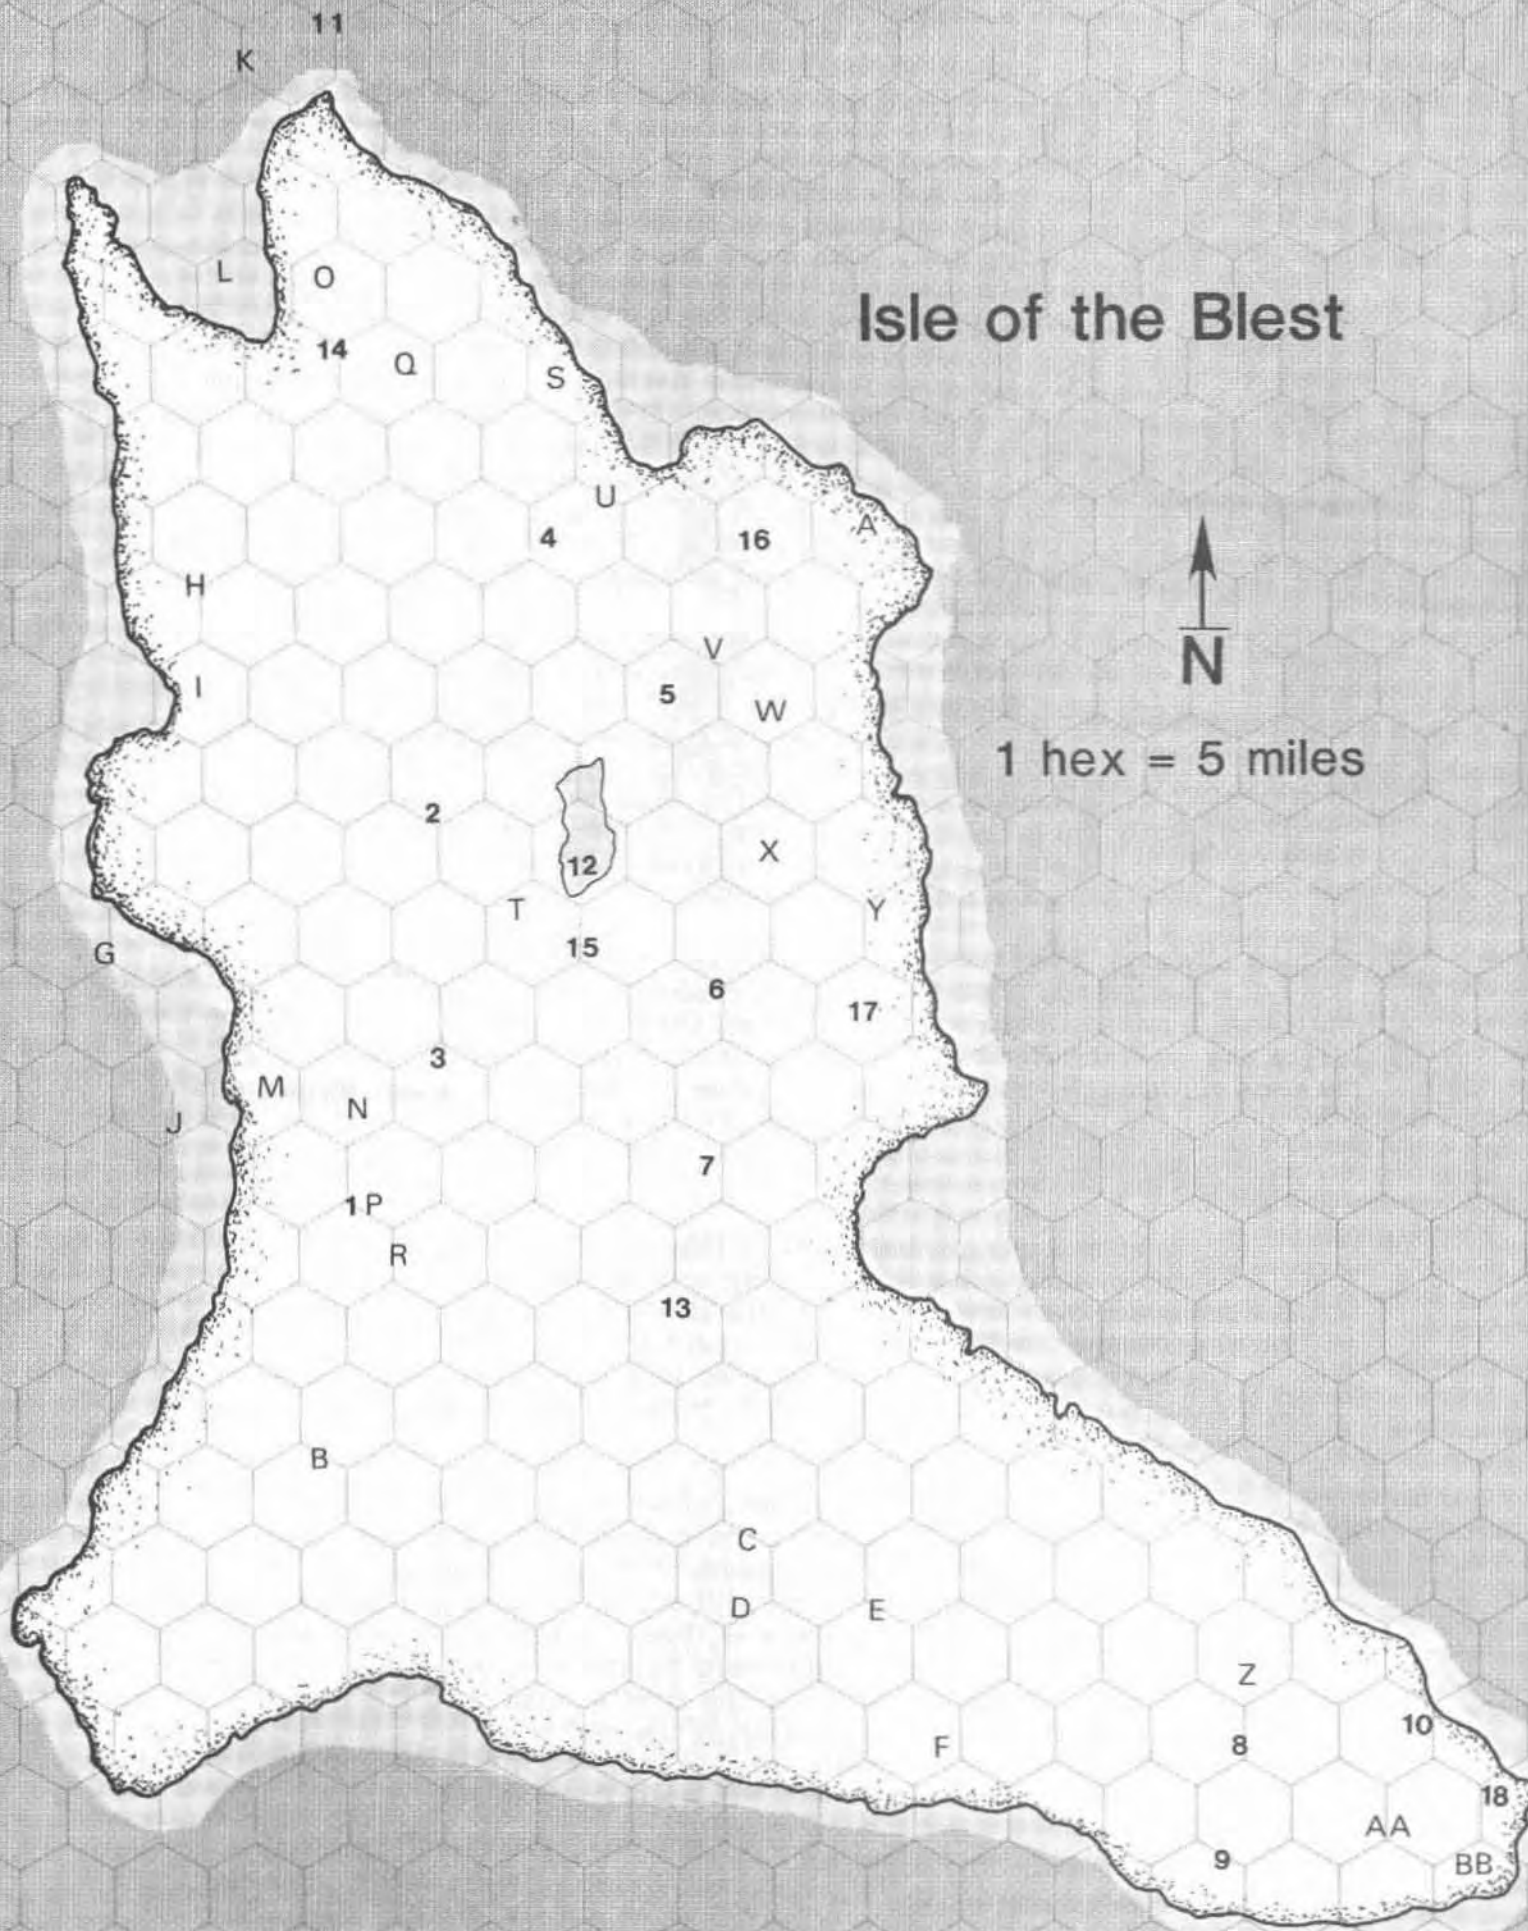 11
K
L O
Isle of the Blest
14 Q S
U
4 16 A
H
N
V
I 5 W
1 hex = 5 miles
2
12 X
T Y
15
G
6
17
3
M
N
J
7
1 P
R
13
B
C
D E
Z
10
F 8
18
AA
9 BB